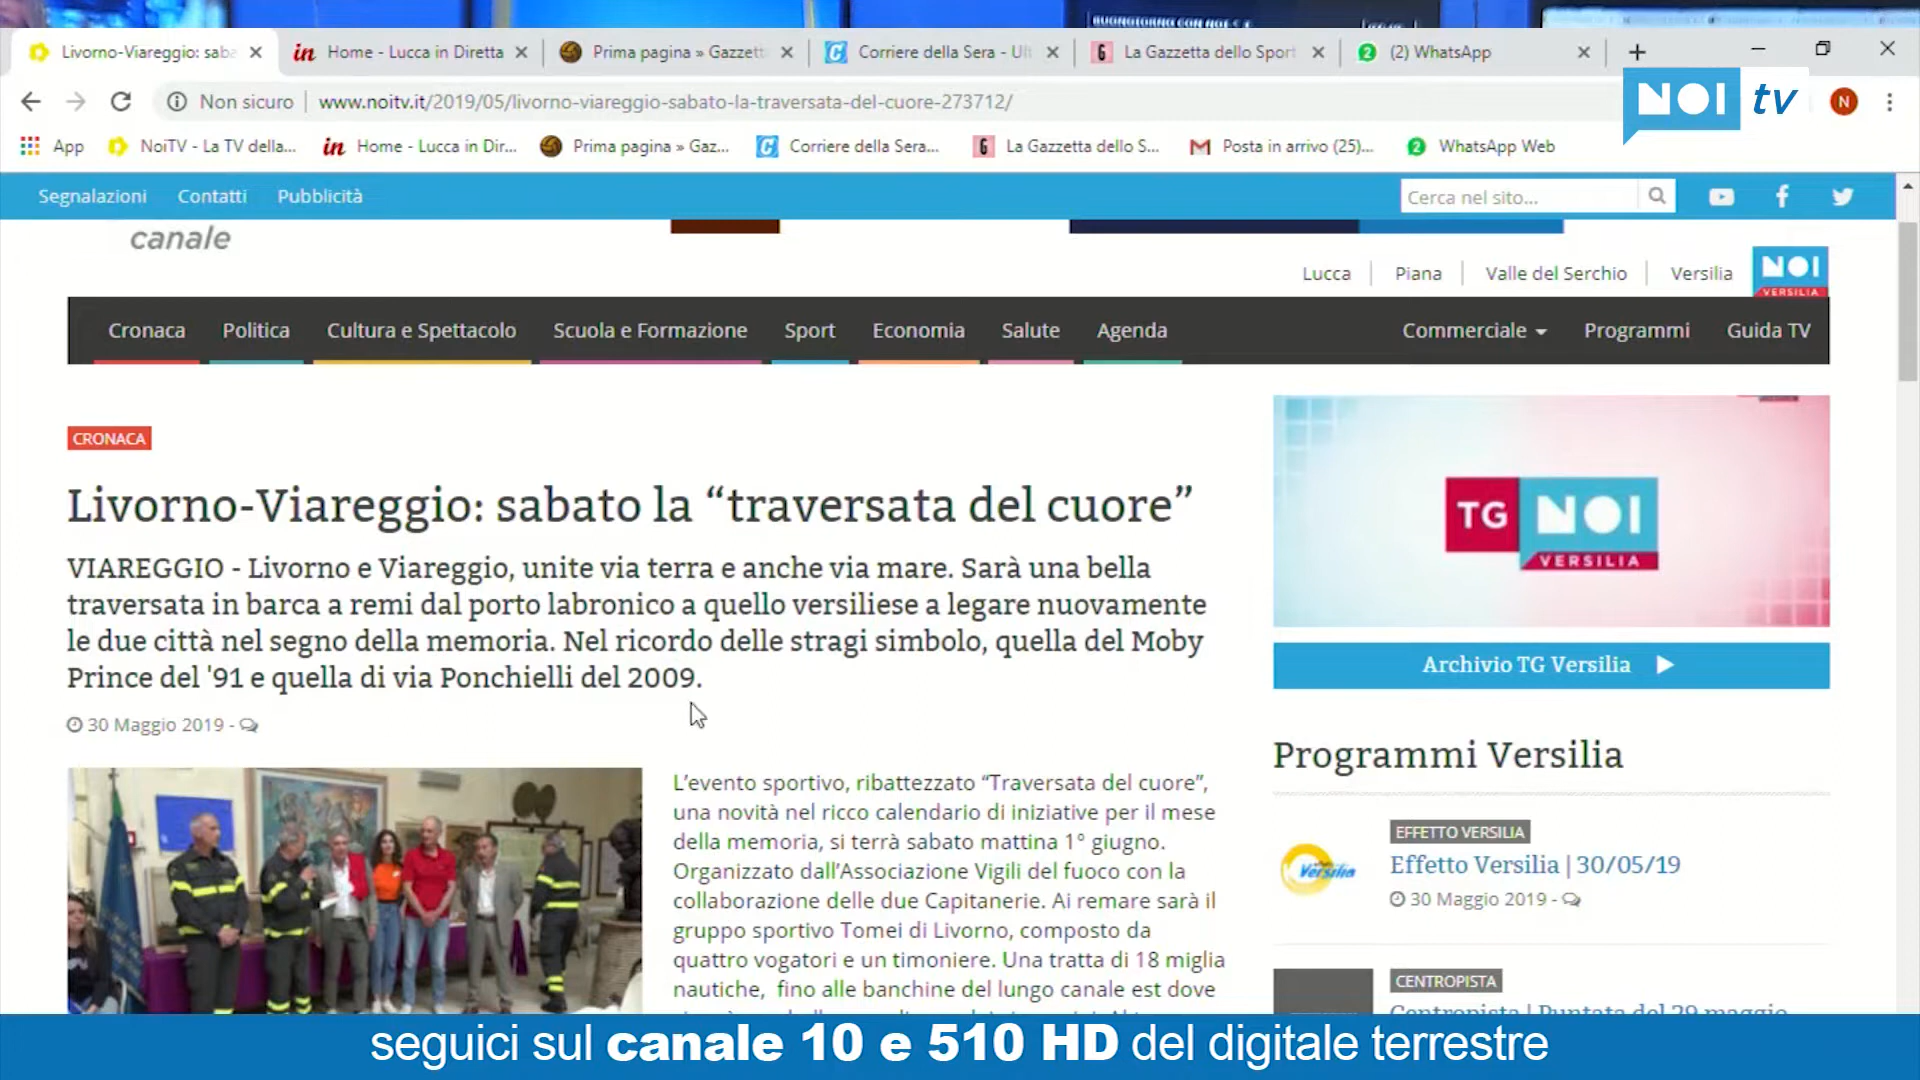 BUONGIORNO CON NOI
Livorno-Viareggio: saba
Home - Lucca in Diretta
Prima pagina » Gazzett
Corriere della Sera - Ult
La Gazzetta dello Sport
(2) WhatsApp
Non sicuro
www.noitv.it/2019/05/livorno-viareggio-sabato-la-traversata-del-cuore-273712/
N
NOI tv
App
NoiTV - La TV della...
in Home - Lucca in Dir...
Prima pagina » Gaz...
Corriere della Sera...
La Gazzetta dello S...
Posta in arrivo (25)...
WhatsApp Web
Segnalazioni
Contatti
Pubblicità
Cerca nel sito...
canale
Lucca
Piana
Valle del Serchio
Versilia
NOI
VERSILIA
Cronaca
Politica
Cultura e Spettacolo
Scuola e Formazione
Sport
Economia
Salute
Agenda
Commerciale
Programmi
Guida TV
CRONACA
Livorno-Viareggio: sabato la “traversata del cuore”
VIAREGGIO - Livorno e Viareggio, unite via terra e anche via mare. Sarà una bella
traversata in barca a remi dal porto labronico a quello versiliese a legare nuovamente
le due città nel segno della memoria. Nel ricordo delle stragi simbolo, quella del Moby
Prince del '91 e quella di via Ponchielli del 2009.
30 Maggio 2019 -
L’evento sportivo, ribattezzato “Traversata del cuore”,
una novità nel ricco calendario di iniziative per il mese
della memoria, si terrà sabato mattina 1° giugno.
Organizzato dall’Associazione Vigili del fuoco con la
collaborazione delle due Capitanerie. Ai remare sarà il
gruppo sportivo Tomei di Livorno, composto da
quattro vogatori e un timoniere. Una tratta di 18 miglia
nautiche, fino alle banchine del lungo canale est dove
TG NOI
VERSILIA
Archivio TG Versilia
Programmi Versilia
Versilia
EFFETTO VERSILIA
Effetto Versilia | 30/05/19
30 Maggio 2019 -
CENTROPISTA
Centropista | Puntata del 29 maggio
seguici sul canale 10 e 510 HD del digitale terrestre